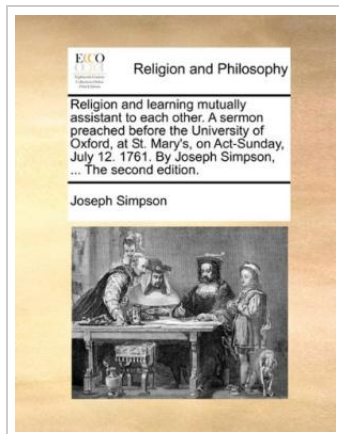 ECCO
Religion and Philosophy
Religion and learning mutually
assistant to each other. A sermon
preached before the University of
Oxford, at St. Mary's, on Act-Sunday,
July 12. 1761. By Joseph Simpson,
... The second edition.
Joseph Simpson